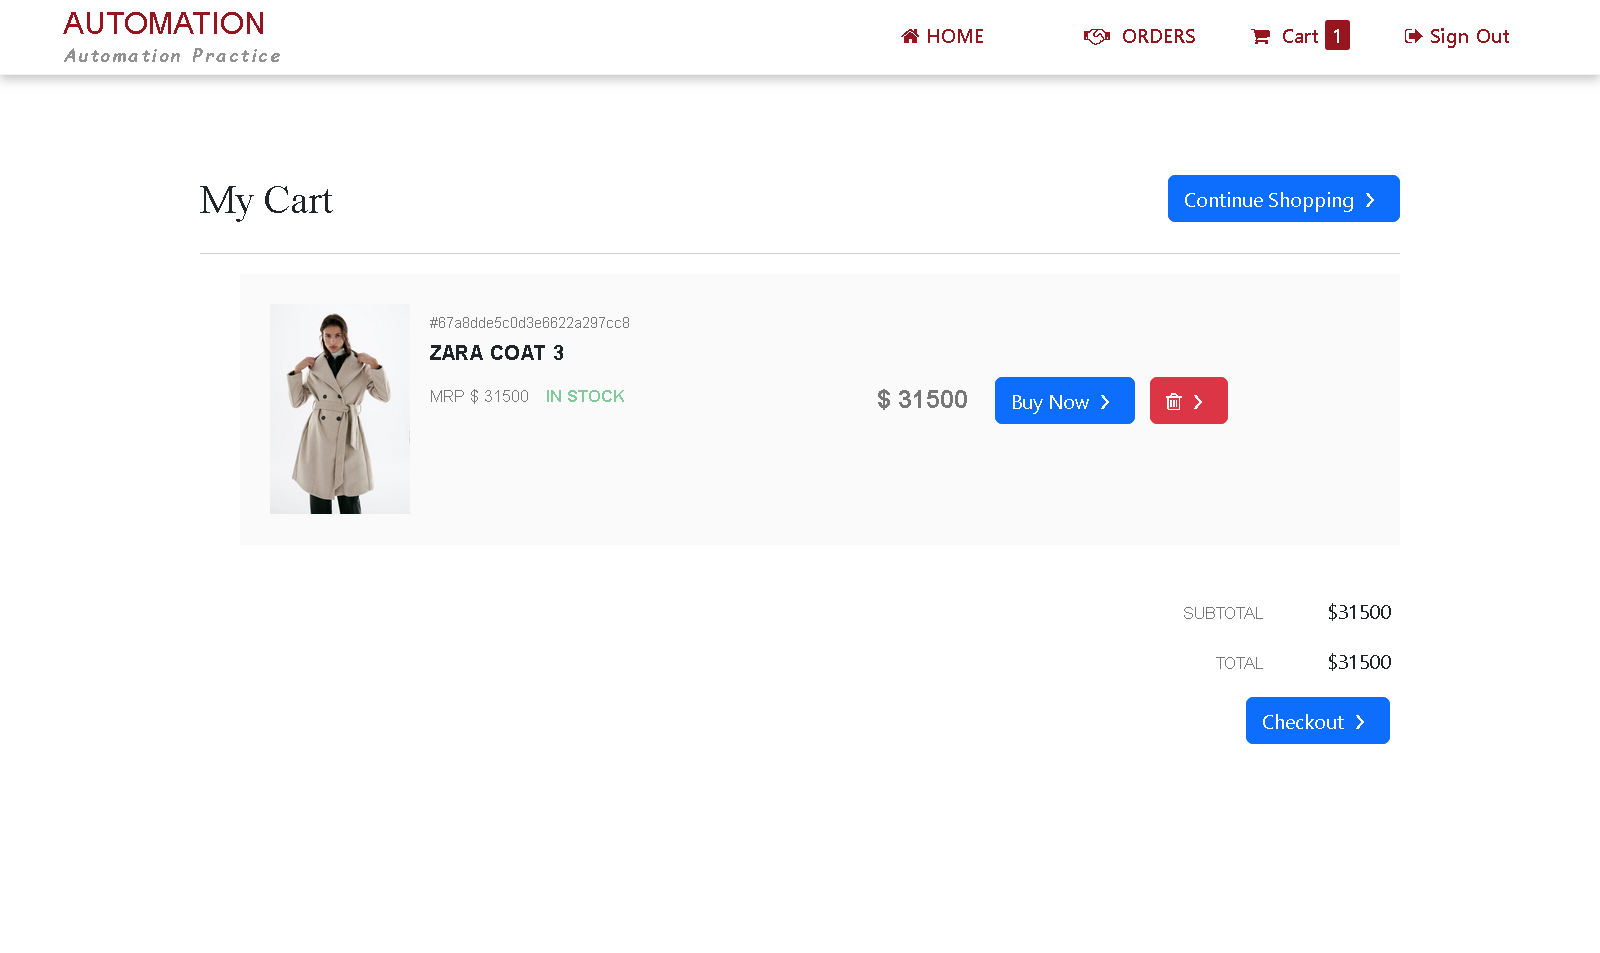 AUTOMATION
Automation Practice
HOME
ORDERS
Cart 1
Sign Out
My Cart
Continue Shopping
#67a8dde5c0d3e6622a297cc8
ZARA COAT 3
MRP $ 31500 IN STOCK
$ 31500
Buy Now
SUBTOTAL $31500
TOTAL $31500
Checkout